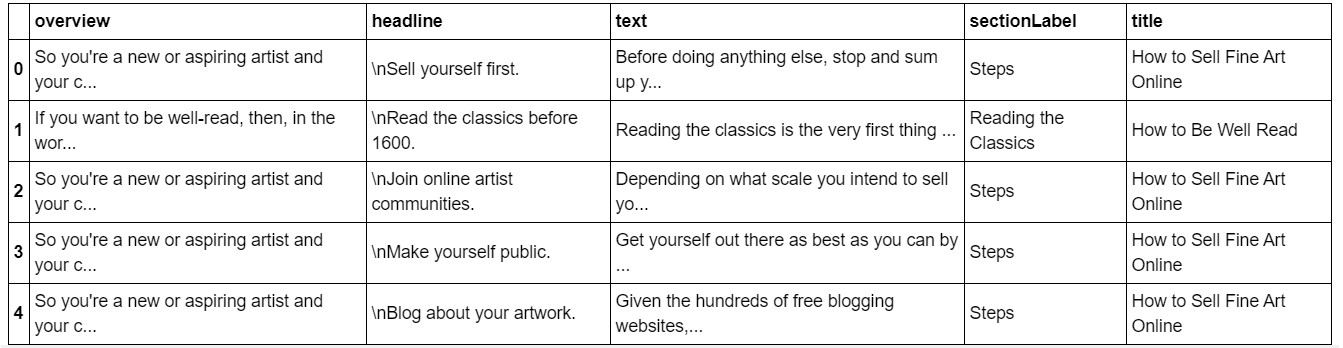 overview headline text sectionLabel title
0 So you're a new or aspiring artist and your c... \nSell yourself first. Before doing anything else, stop and sum up y... Steps How to Sell Fine Art Online
1 If you want to be well-read, then, in the wor... \nRead the classics before 1600. Reading the classics is the very first thing ... Reading the Classics How to Be Well Read
2 So you're a new or aspiring artist and your c... \nJoin online artist communities. Depending on what scale you intend to sell yo... Steps How to Sell Fine Art Online
3 So you're a new or aspiring artist and your c... \nMake yourself public. Get yourself out there as best as you can by ... Steps How to Sell Fine Art Online
4 So you're a new or aspiring artist and your c... \nBlog about your artwork. Given the hundreds of free blogging websites,... Steps How to Sell Fine Art Online